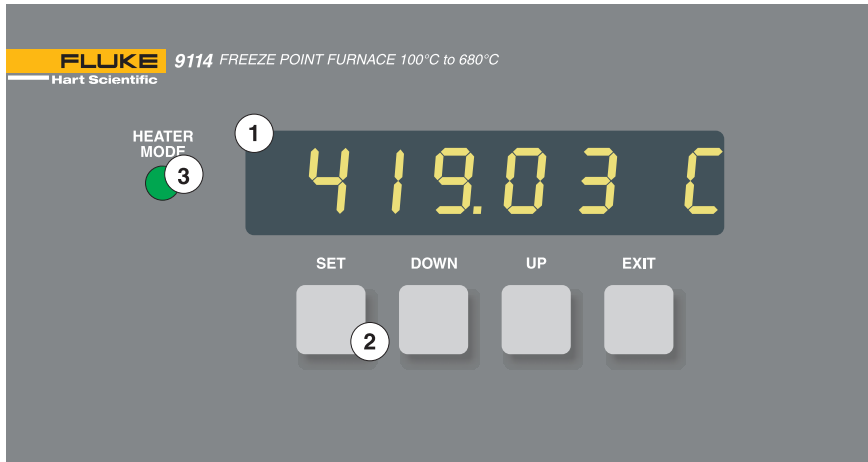 FLUKE 9114 FREEZE POINT FURNACE 100°C to 680°C
Hart Scientific
HEATER
MODE
3
1
419.03 C
SET DOWN UP EXIT
2